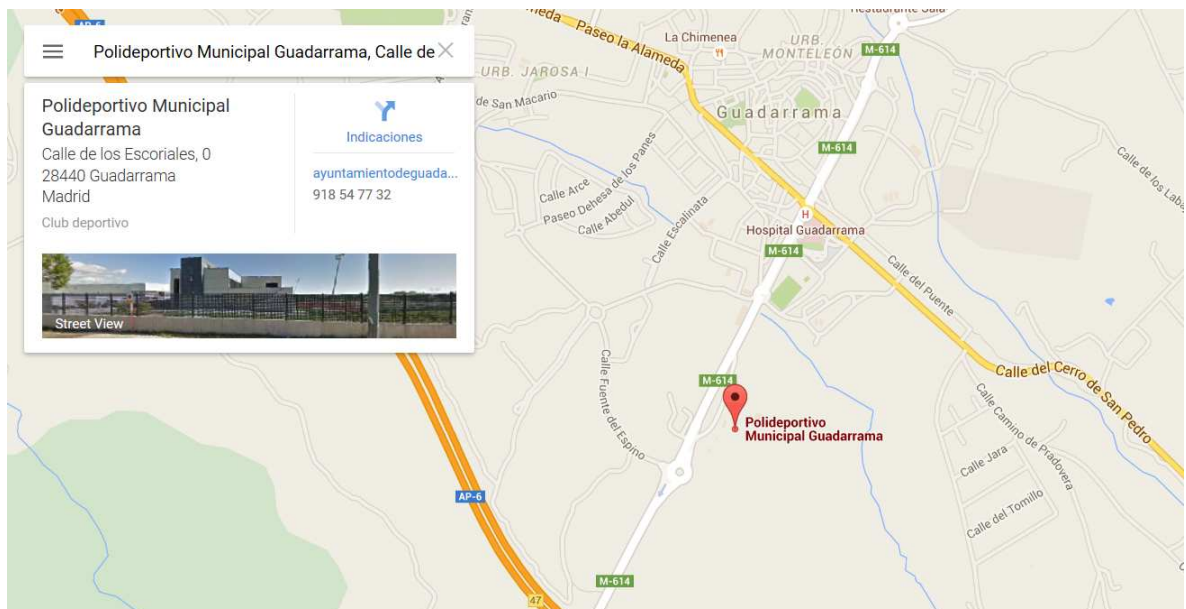 Polideportivo Municipal Guadarrama, Calle de
Polideportivo Municipal
Guadarrama
Calle de los Escoriales, 0
28440 Guadarrama
Madrid
Club deportivo
Indicaciones
ayuntamientodeguada...
918 54 77 32
Street View
AP-6
Paseo la Alameda
La Chimenea
URB.
MONTELEÓN
M-614
URB. JAROSA I
de San Macario
Guadarrama
M-614
Calle de los Labaj
Calle Arce
Paseo Dehesa de los Panes
Calle Abedul
Calle Escalinata
H
Hospital Guadarrama
M-614
Calle del Puente
Calle Fuente del Espino
M-614
Polideportivo
Municipal Guadarrama
Calle del Cerro de San Pedro
Calle Camino de Pradovera
Calle Jara
Calle del Tomillo
AP-6
M-614
47